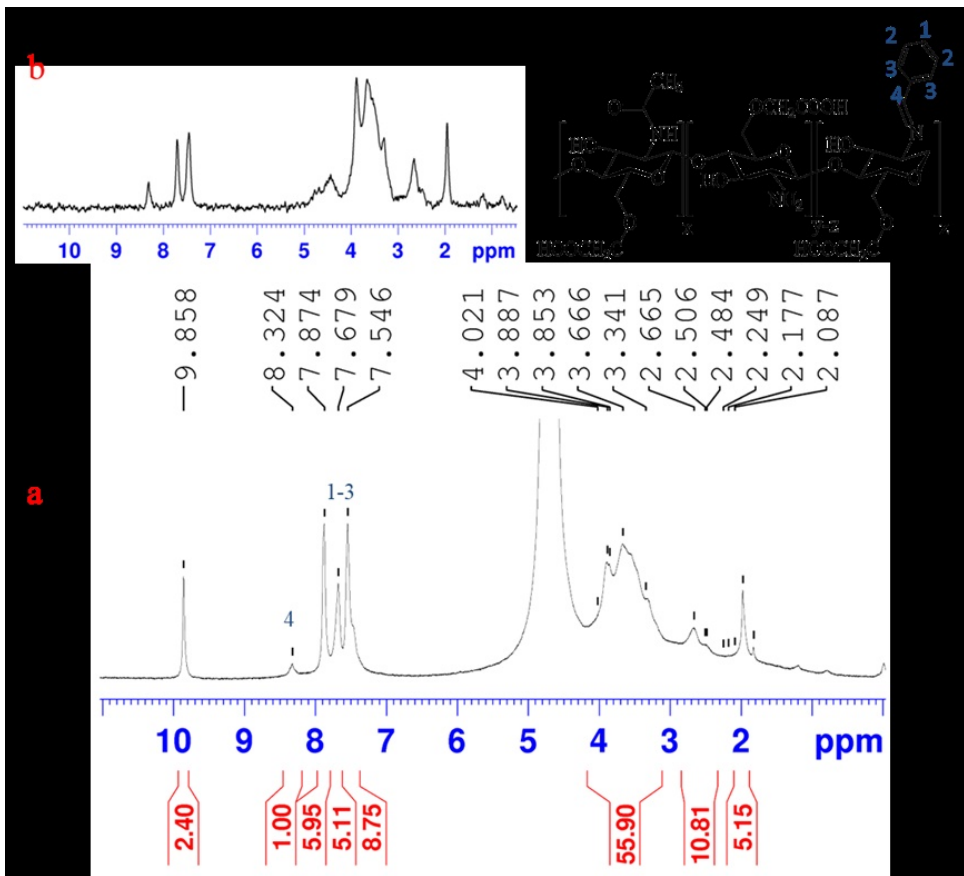 b
10 9 8 7 6 5 4 3 2 ppm
2 1 2
3 3
4
CH3
O
NH
OCH2COOH
N
HO
O
O
O
HO
NH2
HO
O
O
O
O
x
y-z
HOOCH2C
HOOCH2C
9.858
8.324
7.874
7.679
7.546
4.021
3.887
3.853
3.666
3.341
2.665
2.506
2.484
2.249
2.177
2.087
a
1-3
4
10 9 8 7 6 5 4 3 2 ppm
2.40
1.00
5.95
5.11
8.75
55.90
10.81
5.15